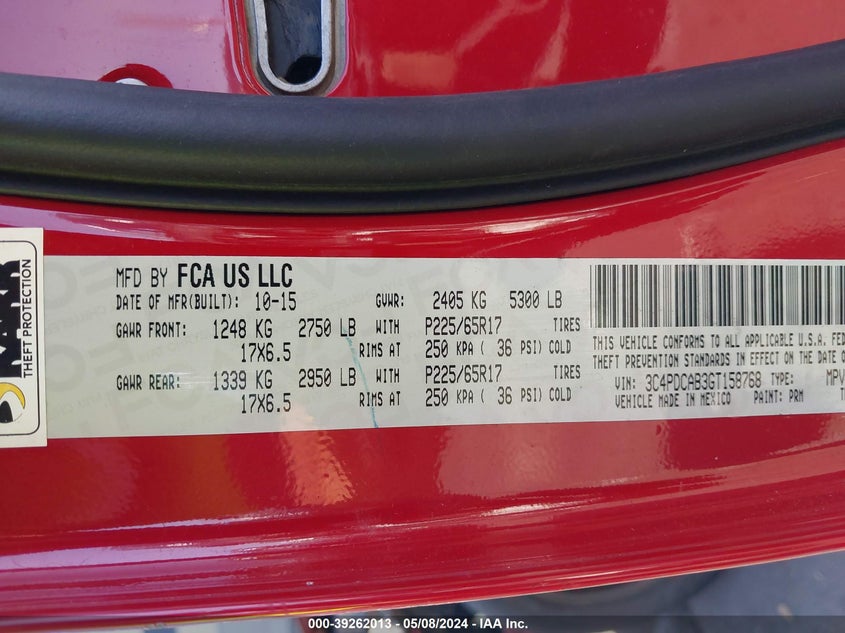 KARR
THEFT PROTECTION
MFD BY FCA US LLC
DATE OF MFR(BUILT): 10-15 GVWR: 2405 KG 5300 LB
GAWR FRONT: 1248 KG 2750 LB WITH P225/65R17 TIRES
17X6.5 RIMS AT 250 KPA ( 36 PSI) COLD
GAWR REAR: 1339 KG 2950 LB WITH P225/65R17 TIRES
17X6.5 RIMS AT 250 KPA ( 36 PSI) COLD
THIS VEHICLE CONFORMS TO ALL APPLICABLE U.S.A. FED
THEFT PREVENTION STANDARDS IN EFFECT ON THE DATE O
VIN: 3C4PDCAB3GT158768 TYPE: MPV
VEHICLE MADE IN MEXICO PAINT: PRM
000-39262013 - 05/08/2024 - IAA Inc.